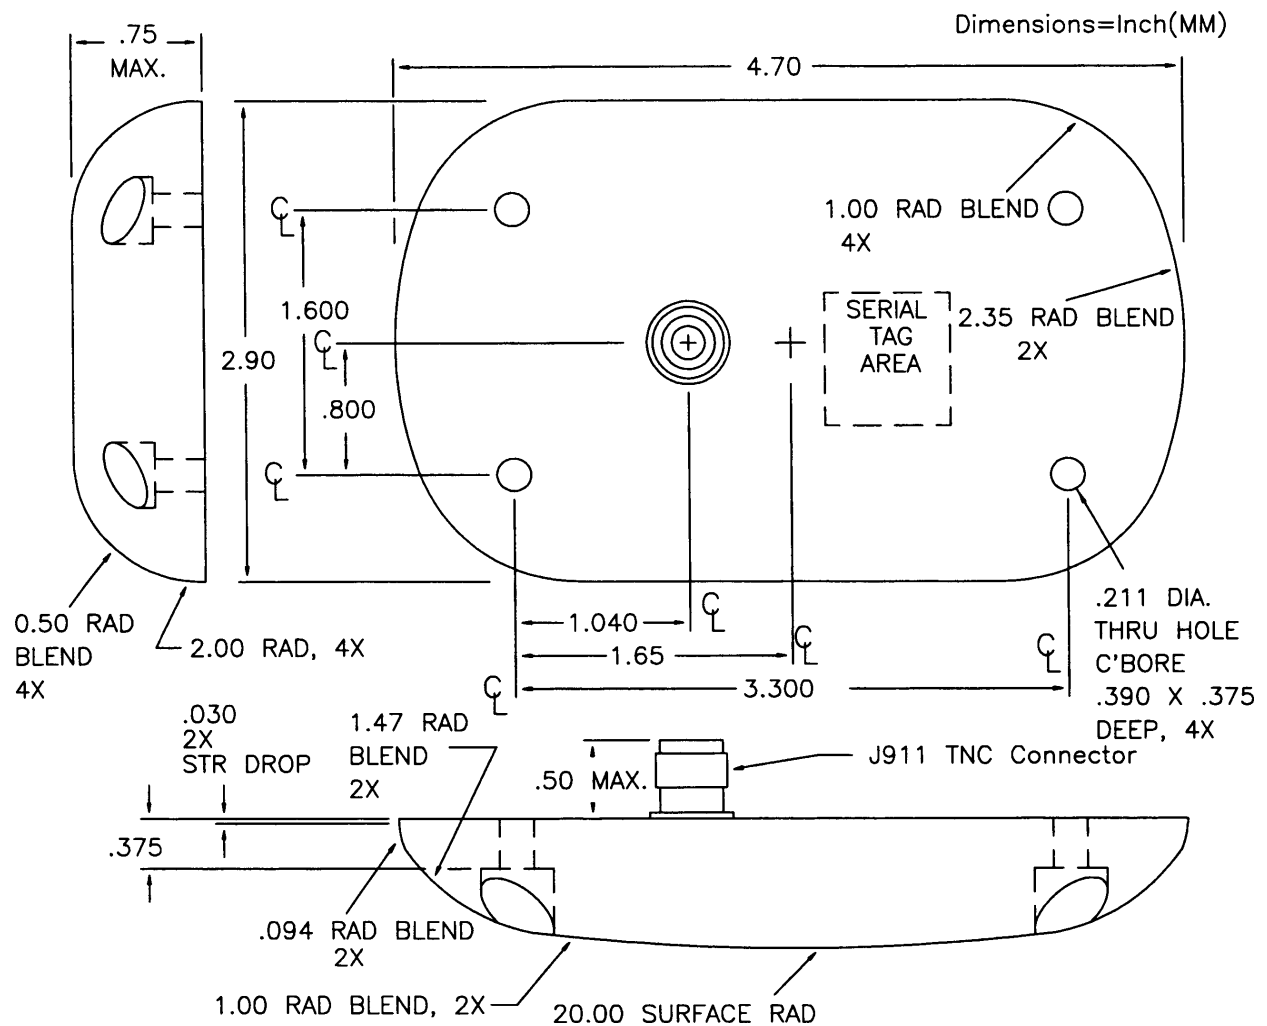 Dimensions=Inch(MM)
.75
MAX.
4.70
1.00 RAD BLEND
4X
℄
1.600
℄
2.90
.800
℄
SERIAL
TAG
AREA
2.35 RAD BLEND
2X
0.50 RAD
BLEND
4X
2.00 RAD, 4X
1.040
℄
1.65
℄
℄
3.300
℄
.211 DIA.
THRU HOLE
C'BORE
.390 X .375
DEEP, 4X
.030
2X
STR DROP
1.47 RAD
BLEND
2X
.50 MAX.
J911 TNC Connector
.375
.094 RAD BLEND
2X
1.00 RAD BLEND, 2X
20.00 SURFACE RAD